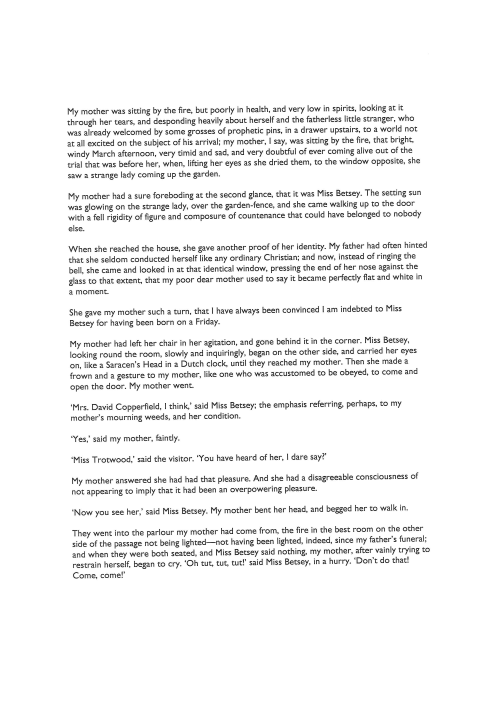 My mother was sitting by the fire, but poorly in health, and very low in spirits, looking at it
through her tears, and desponding heavily about herself and the fatherless little stranger, who
was already welcomed by some grosses of prophetic pins, in a drawer upstairs, to a world not
at all excited on the subject of his arrival; my mother, I say, was sitting by the fire, that bright,
windy March afternoon, very timid and sad, and very doubtful of ever coming alive out of the
trial that was before her, when, lifting her eyes as she dried them, to the window opposite, she
saw a strange lady coming up the garden.
My mother had a sure foreboding at the second glance, that it was Miss Betsey. The setting sun
was glowing on the strange lady, over the garden-fence, and she came walking up to the door
with a fell rigidity of figure and composure of countenance that could have belonged to nobody
else.
When she reached the house, she gave another proof of her identity. My father had often hinted
that she seldom conducted herself like any ordinary Christian; and now, instead of ringing the
bell, she came and looked in at that identical window, pressing the end of her nose against the
glass to that extent, that my poor dear mother used to say it became perfectly flat and white in
a moment.
She gave my mother such a turn, that I have always been convinced I am indebted to Miss
Betsey for having been born on a Friday.
My mother had left her chair in her agitation, and gone behind it in the corner. Miss Betsey,
looking round the room, slowly and inquiringly, began on the other side, and carried her eyes
on, like a Saracen's Head in a Dutch clock, until they reached my mother. Then she made a
frown and a gesture to my mother, like one who was accustomed to be obeyed, to come and
open the door. My mother went.
'Mrs. David Copperfield, I think,' said Miss Betsey; the emphasis referring, perhaps, to my
mother's mourning weeds, and her condition.
'Yes,' said my mother, faintly.
'Miss Trotwood,' said the visitor. 'You have heard of her, I dare say?'
My mother answered she had had that pleasure. And she had a disagreeable consciousness of
not appearing to imply that it had been an overpowering pleasure.
'Now you see her,' said Miss Betsey. My mother bent her head, and begged her to walk in.
They went into the parlour my mother had come from, the fire in the best room on the other
side of the passage not being lighted—not having been lighted, indeed, since my father's funeral;
and when they were both seated, and Miss Betsey said nothing, my mother, after vainly trying to
restrain herself, began to cry. 'Oh tut, tut, tut!' said Miss Betsey, in a hurry. 'Don't do that!
Come, come!'